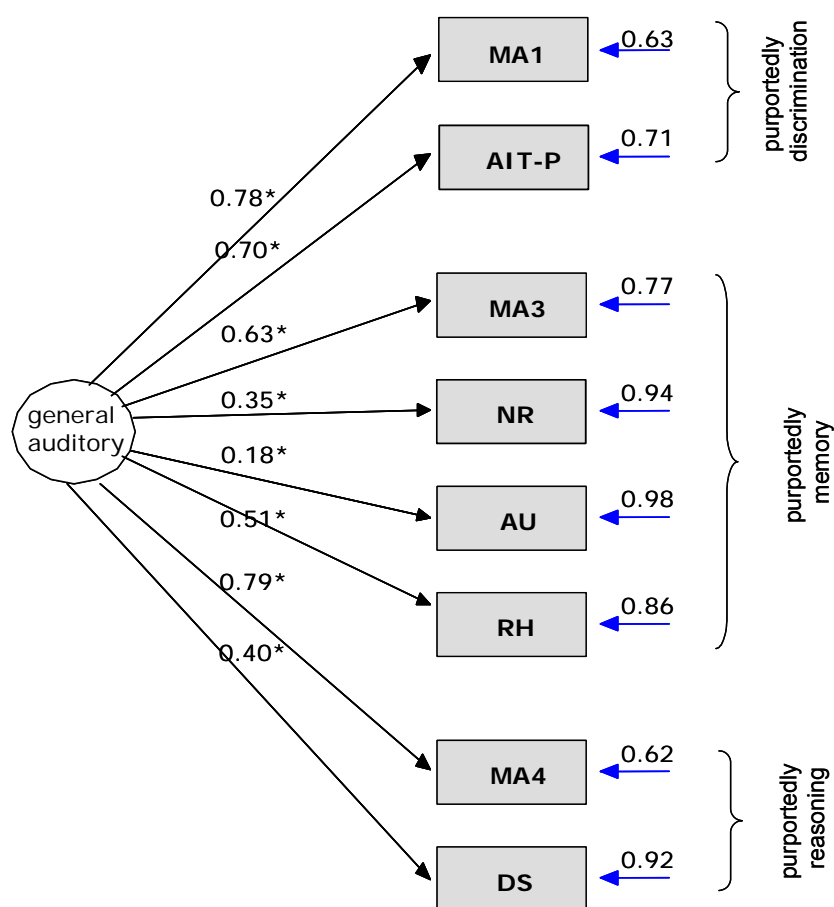 MA1
0.63
purportedly
discrimination
AIT-P
0.71
0.78*
0.70*
MA3
0.77
0.63*
general
auditory
0.35*
NR
0.94
purportedly
memory
0.18*
AU
0.98
0.51*
RH
0.86
0.79*
0.40*
MA4
0.62
purportedly
reasoning
DS
0.92